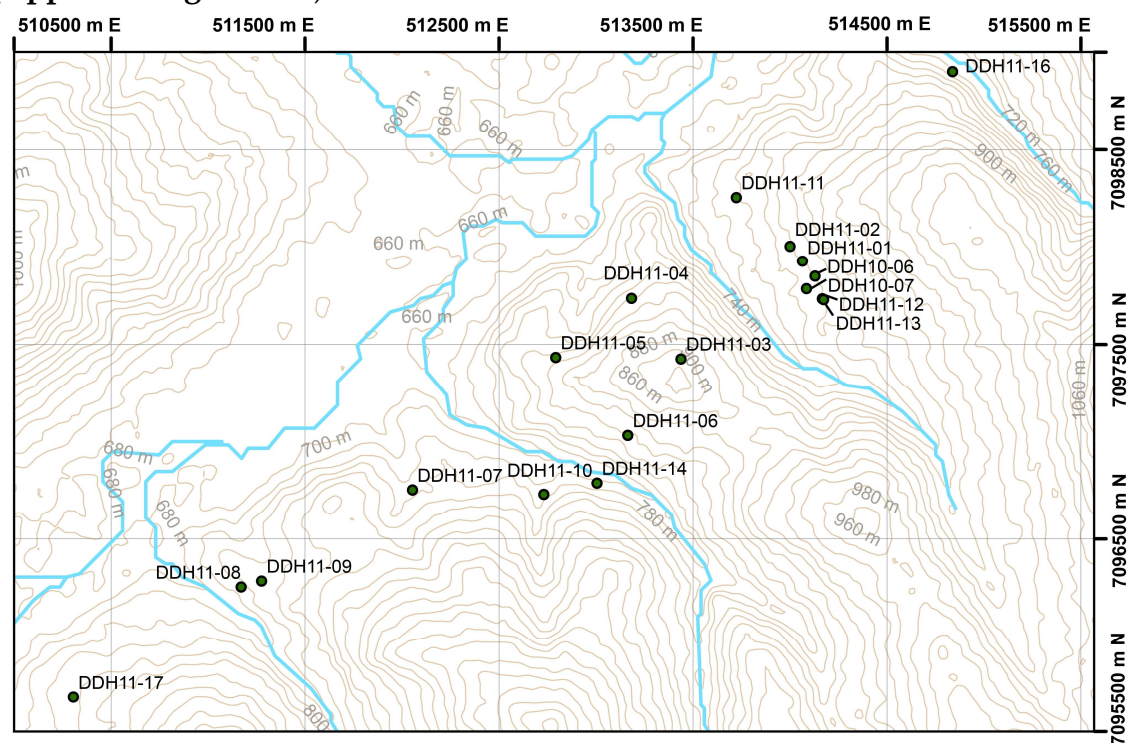 510500 m E 511500 m E 512500 m E 513500 m E 514500 m E 515500 m E
DDH11-16
660 m
660 m
660 m
720 m
760 m
900 m
7098500 m N
m
DDH11-11
660 m
660 m
DDH11-02
DDH11-01
DDH10-06
DDH10-07
DDH11-12
DDH11-13
DDH11-04
740 m
660 m
7097500 m N
DDH11-05
DDH11-03
860 m
1060 m
DDH11-06
700 m
680 m
680 m
680 m
DDH11-07
DDH11-10
DDH11-14
780 m
980 m
960 m
7096500 m N
DDH11-08
DDH11-09
DDH11-17
800
7095500 m N